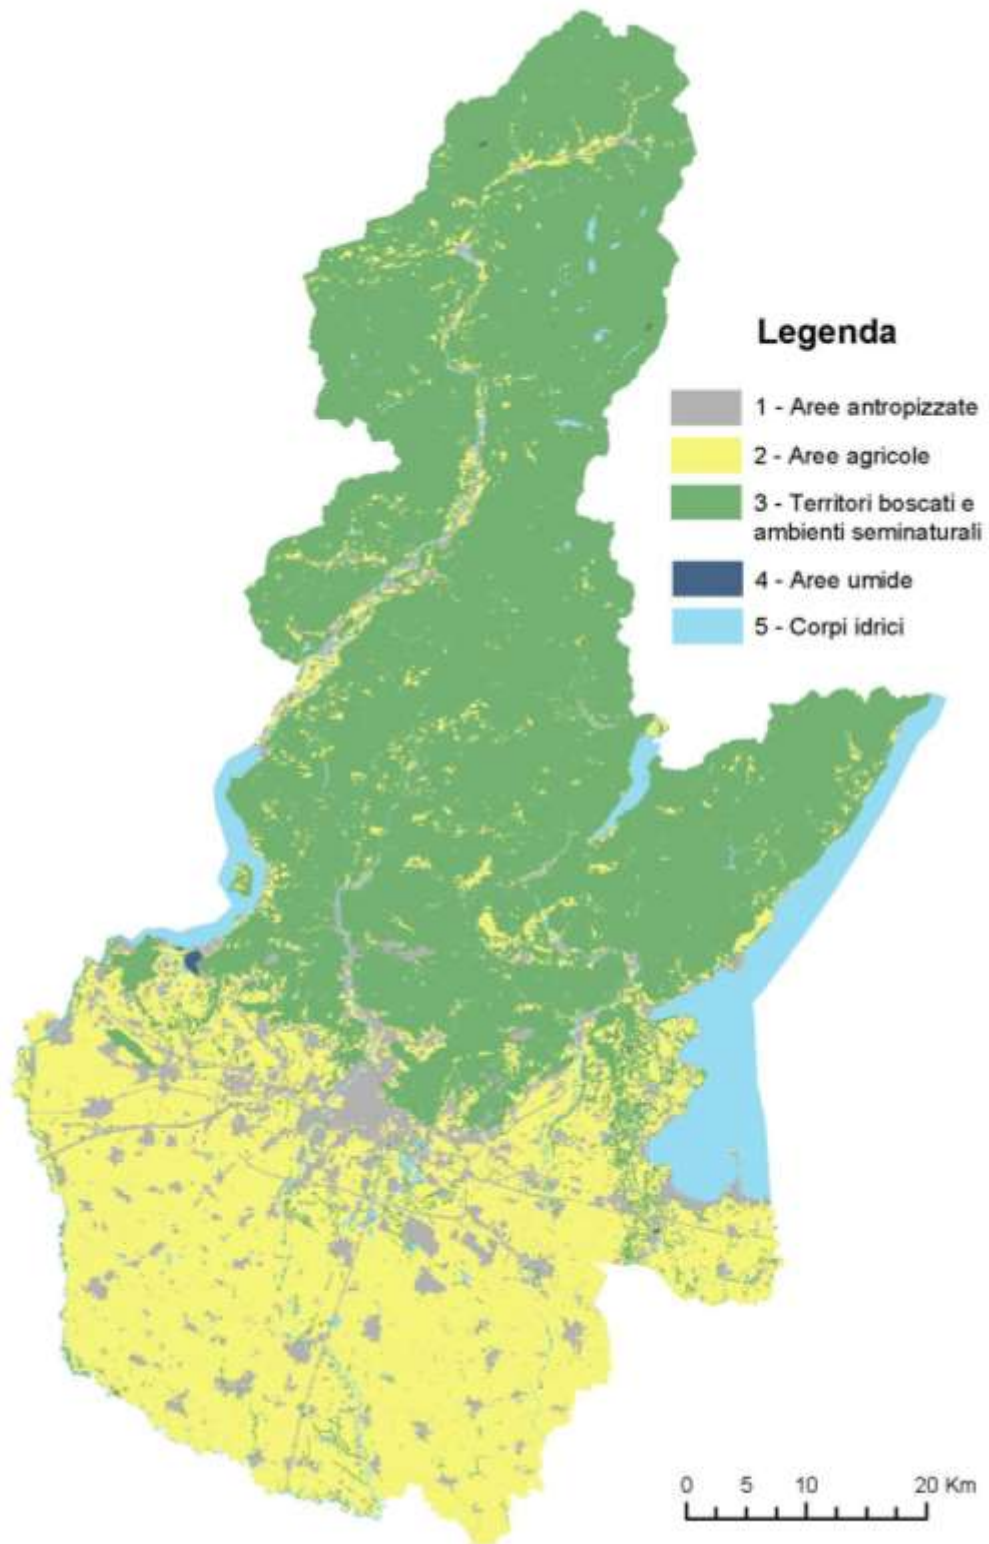 Legenda
1 - Aree antropizzate
2 - Aree agricole
3 - Territori boscati e
ambienti seminaturali
4 - Aree umide
5 - Corpi idrici
0 5 10 20 Km